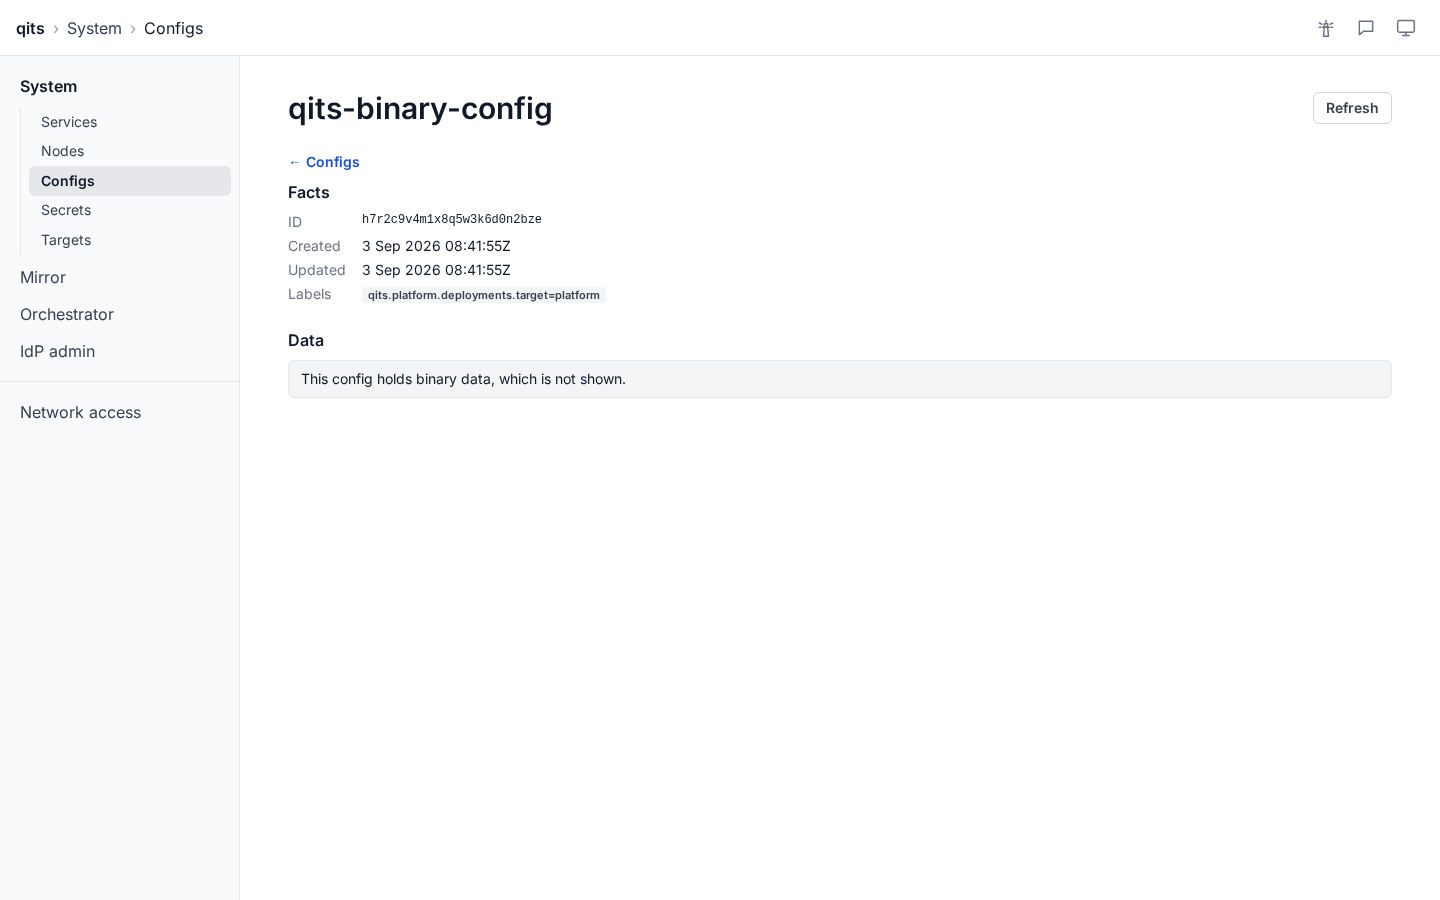 qits › System › Configs
System
Services
Nodes
Configs
Secrets
Targets
Mirror
Orchestrator
IdP admin
Network access
qits-binary-config
Refresh
← Configs
Facts
ID h7r2c9v4m1x8q5w3k6d0n2bze
Created 3 Sep 2026 08:41:55Z
Updated 3 Sep 2026 08:41:55Z
Labels qits.platform.deployments.target=platform
Data
This config holds binary data, which is not shown.